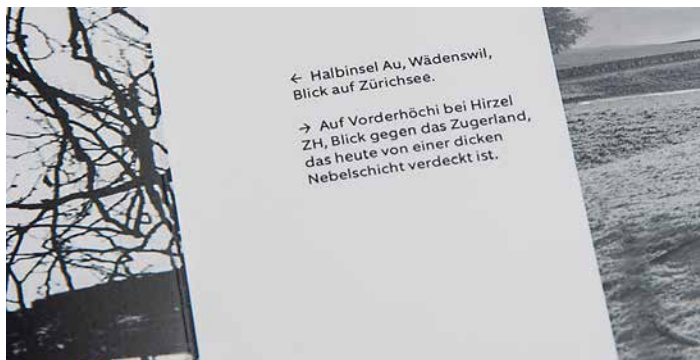 ← Halbinsel Au, Wädenswil,
Blick auf Zürichsee.
→ Auf Vorderhöchi bei Hirzel
ZH, Blick gegen das Zugerland,
das heute von einer dicken
Nebelschicht verdeckt ist.